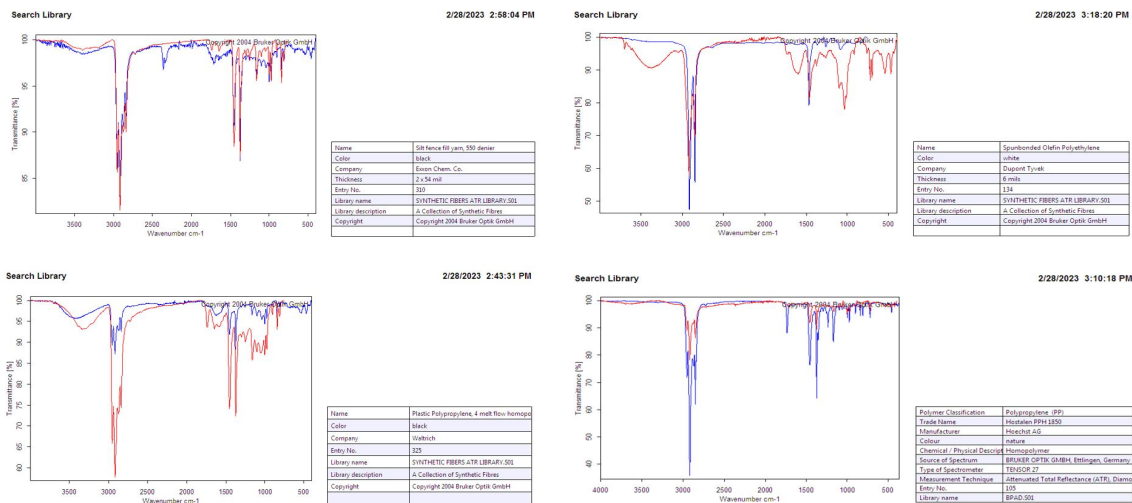 Search Library 2/28/2023 2:58:04 PM
Copyright 2004 Bruker Optik GmbH
Transmittance [%]
100
95
90
85
3500 3000 2500 2000 1500 1000 500
Wavenumber cm-1
Name Silt fence fill yarn, 550 denier
Color black
Company Exxon Chem. Co.
Thickness 2 x 54 mil
Entry No. 310
Library name SYNTHETIC FIBERS ATR LIBRARY.S01
Library description A Collection of Synthetic Fibres
Copyright Copyright 2004 Bruker Optik GmbH
Search Library 2/28/2023 3:18:20 PM
Copyright 2004 Bruker Optik GmbH
Transmittance [%]
100
90
80
70
60
50
3500 3000 2500 2000 1500 1000 500
Wavenumber cm-1
Name Spunbonded Olefin Polyethylene
Color white
Company Dupont Tyvek
Thickness 6 mils
Entry No. 134
Library name SYNTHETIC FIBERS ATR LIBRARY.S01
Library description A Collection of Synthetic Fibres
Copyright Copyright 2004 Bruker Optik GmbH
Search Library 2/28/2023 2:43:31 PM
Copyright 2004 Bruker Optik GmbH
Transmittance [%]
100
95
90
85
80
75
70
65
60
3500 3000 2500 2000 1500 1000 500
Wavenumber cm-1
Name Plastic Polypropylene, 4 melt flow homopo
Color black
Company Waltrich
Entry No. 325
Library name SYNTHETIC FIBERS ATR LIBRARY.S01
Library description A Collection of Synthetic Fibres
Copyright Copyright 2004 Bruker Optik GmbH
Search Library 2/28/2023 3:10:18 PM
Copyright 2004 Bruker Optik GmbH
Transmittance [%]
100
90
80
70
60
50
40
4000 3500 3000 2500 2000 1500 1000 500
Wavenumber cm-1
Polymer Classification Polypropylene (PP)
Trade Name Hostalen PPH 1850
Manufacturer Hoechst AG
Colour nature
Chemical / Physical Descript Homopolymer
Source of Spectrum BRUKER OPTIK GMBH, Ettlingen, Germany
Type of Spectrometer TENSOR 27
Measurement Technique Attenuated Total Reflectance (ATR), Diamo
Entry No. 105
Library name BPAD.S01